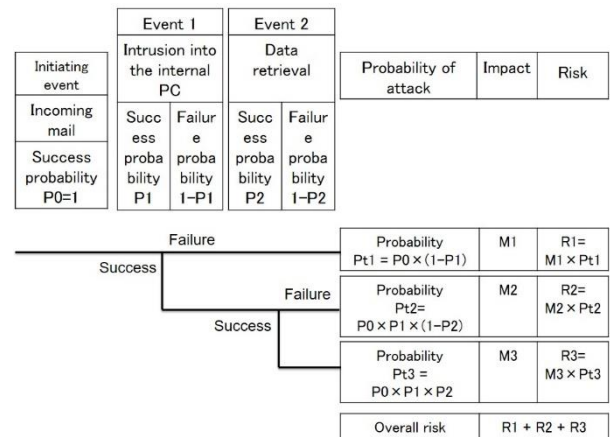 Initiating
event
Incoming
mail
Success
probability
P0=1
Event 1
Intrusion into
the internal
PC
Succ
ess
proba
bility
P1
Failur
e
proba
bility
1-P1
Event 2
Data
retrieval
Succ
ess
proba
bility
P2
Failur
e
proba
bility
1-P2
Probability of
attack
Impact
Risk
Failure
Success
Probability
Pt1 = P0×(1-P1)
M1
R1=
M1×Pt1
Failure
Success
Probability
Pt2=
P0×P1×(1-P2)
M2
R2=
M2×Pt2
Probability
Pt3 =
P0×P1×P2
M3
R3=
M3×Pt3
Overall risk
R1 + R2 + R3